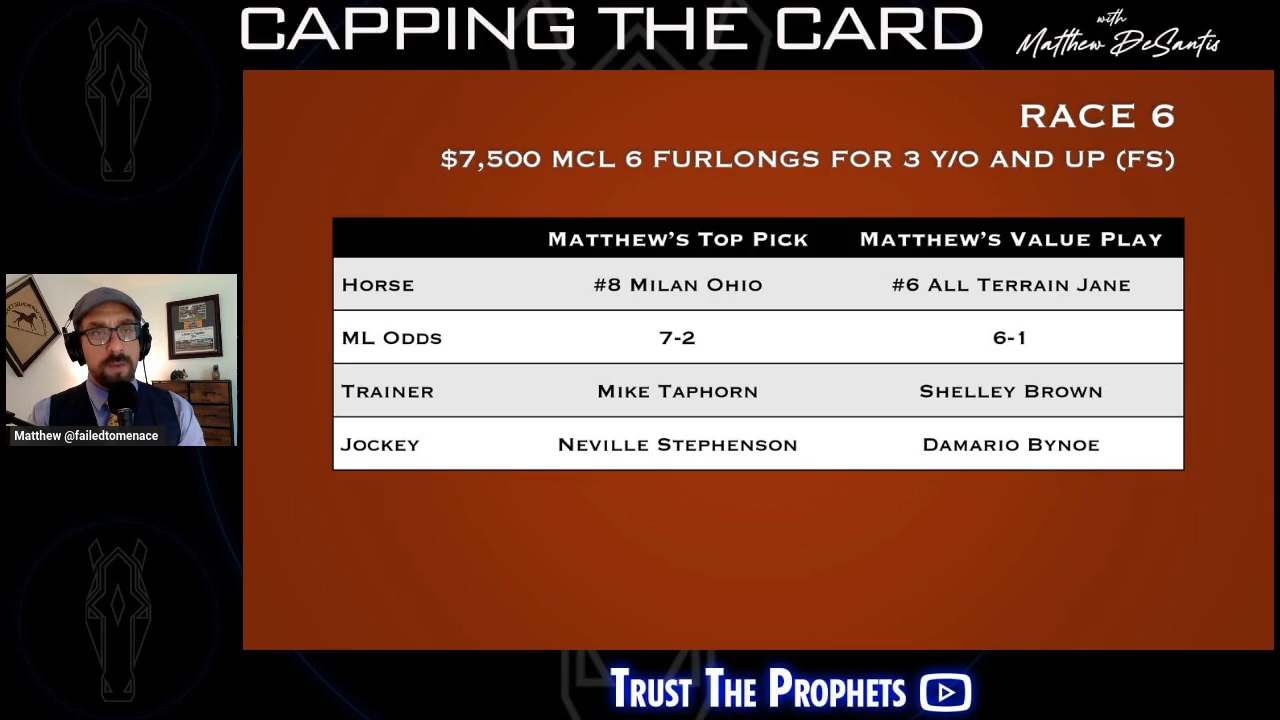 CAPPING THE CARD
with
Matthew DeSantis
RACE 6
$7,500 MCL 6 FURLONGS FOR 3 Y/O AND UP (FS)
MATTHEW'S TOP PICK MATTHEW'S VALUE PLAY
HORSE #8 MILAN OHIO #6 ALL TERRAIN JANE
ML ODDS 7-2 6-1
TRAINER MIKE TAPHORN SHELLEY BROWN
JOCKEY NEVILLE STEPHENSON DAMARIO BYNOE
Matthew @failedtomenace
TRUST THE PROPHETS